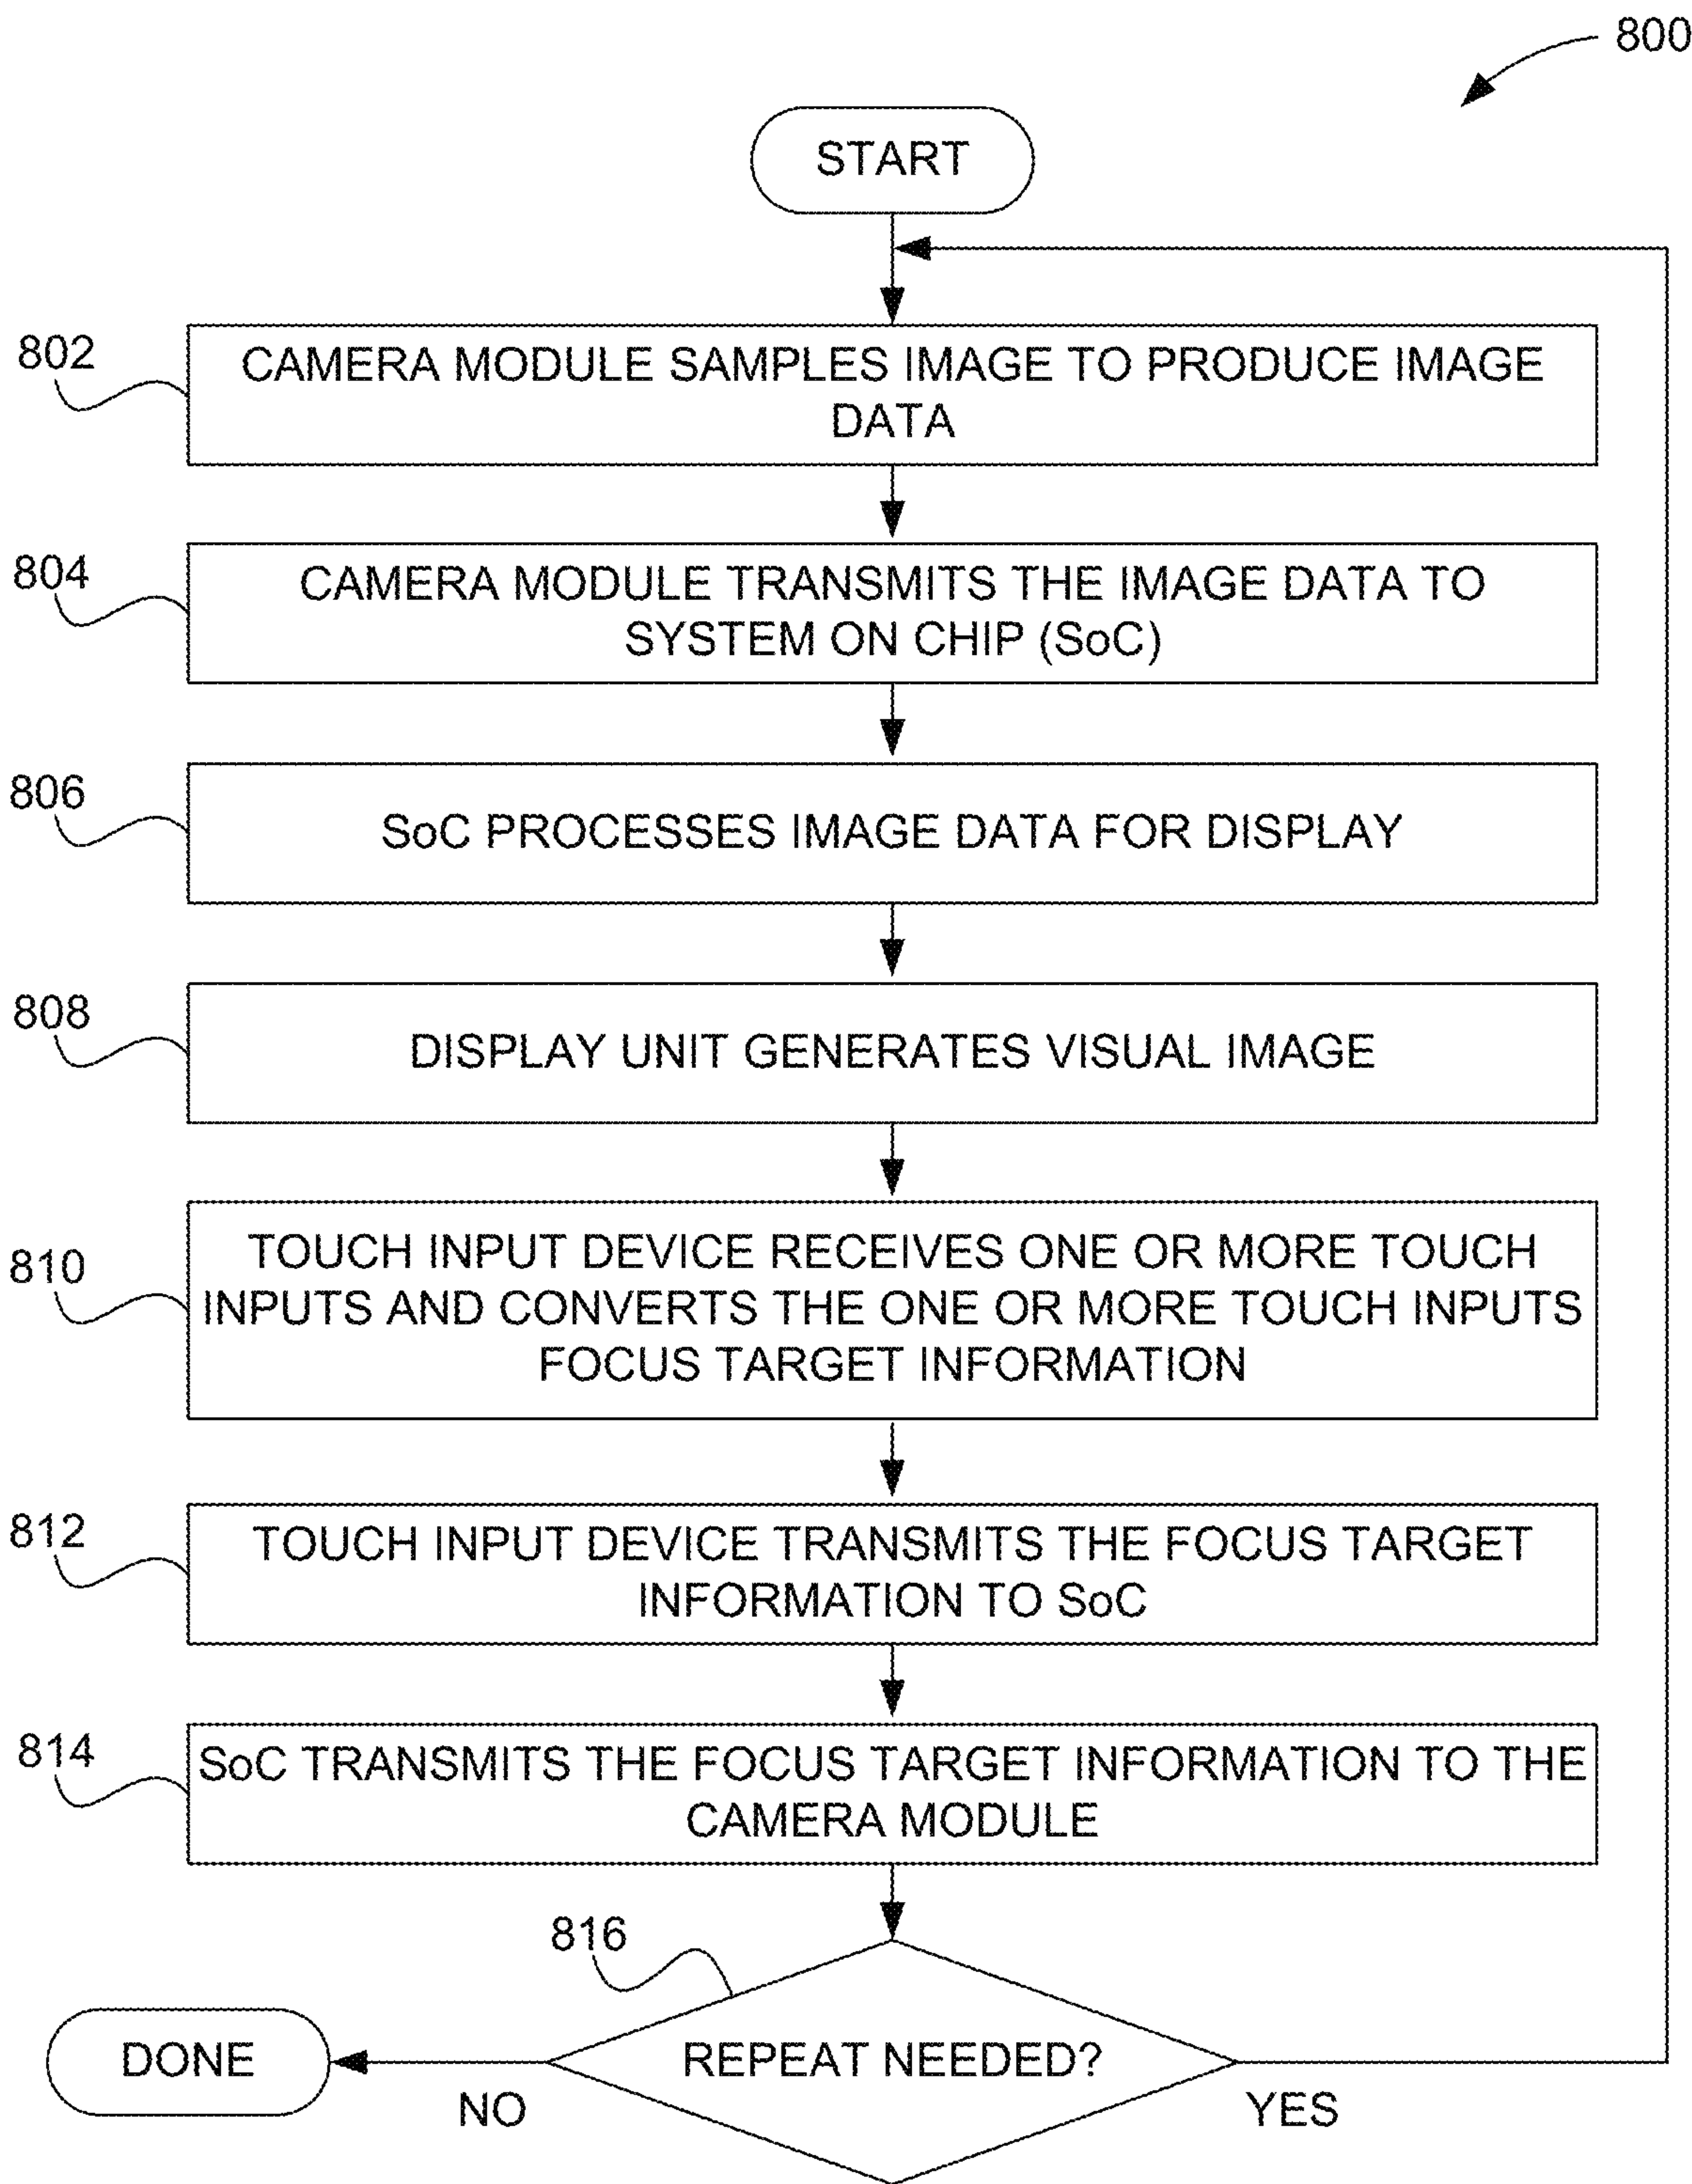 800
START
802
CAMERA MODULE SAMPLES IMAGE TO PRODUCE IMAGE
DATA
804
CAMERA MODULE TRANSMITS THE IMAGE DATA TO
SYSTEM ON CHIP (SoC)
806
SoC PROCESSES IMAGE DATA FOR DISPLAY
808
DISPLAY UNIT GENERATES VISUAL IMAGE
810
TOUCH INPUT DEVICE RECEIVES ONE OR MORE TOUCH
INPUTS AND CONVERTS THE ONE OR MORE TOUCH INPUTS
FOCUS TARGET INFORMATION
812
TOUCH INPUT DEVICE TRANSMITS THE FOCUS TARGET
INFORMATION TO SoC
814
SoC TRANSMITS THE FOCUS TARGET INFORMATION TO THE
CAMERA MODULE
816
REPEAT NEEDED?
DONE
NO
YES